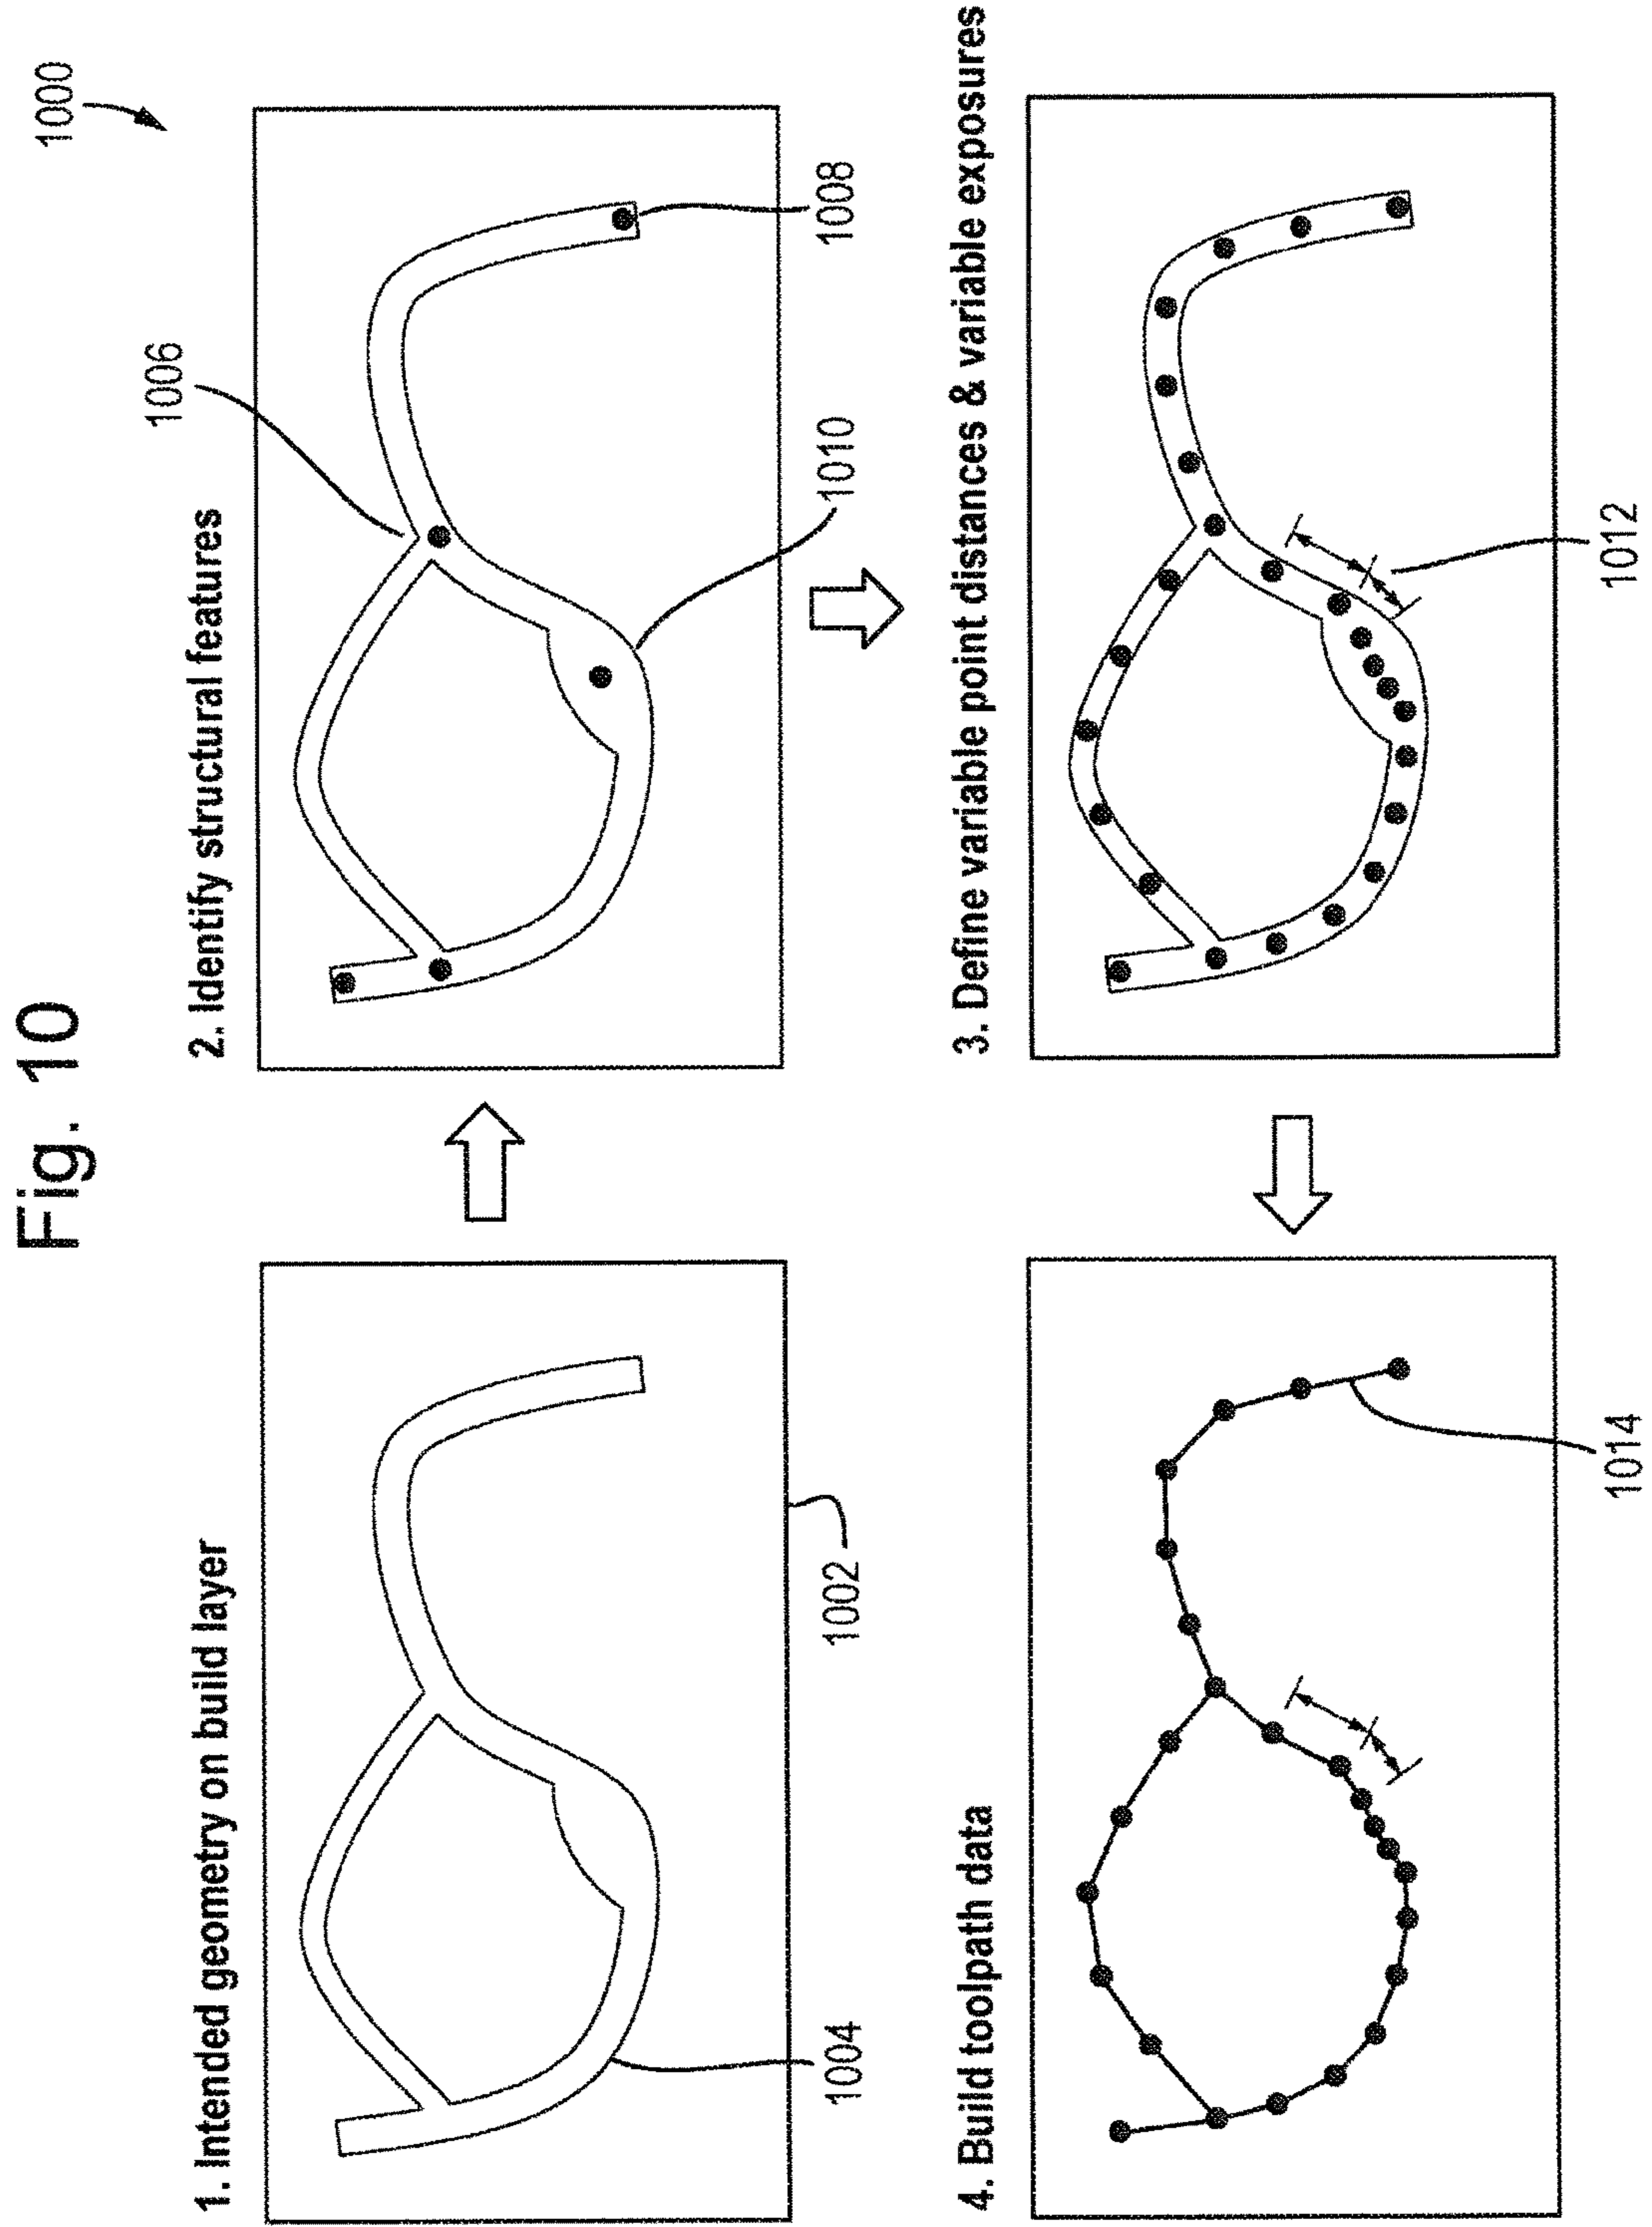 Fig. 10
1000
1. Intended geometry on build layer
1002
1004
2. Identify structural features
1006
1008
1010
3. Define variable point distances & variable exposures
1012
4. Build toolpath data
1014